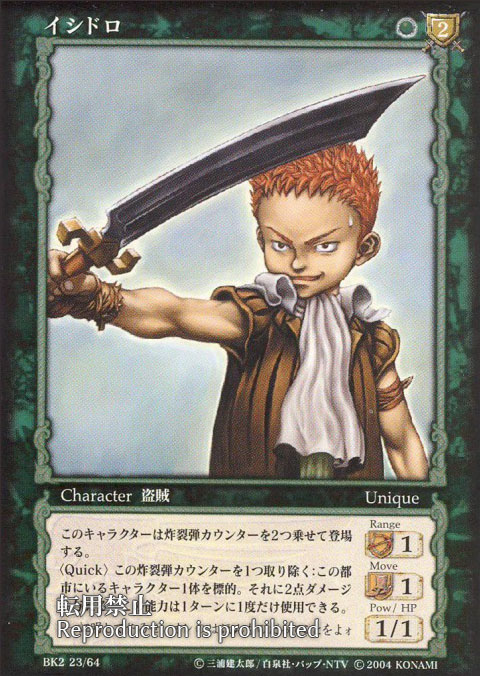 イシドロ
2
Character 盗賊
Unique
このキャラクターは炸裂弾カウンターを2つ乗せて登場
する。
〈Quick〉この炸裂弾カウンターを1つ取り除く:この都
市にいるキャラクター1体を標的。それに2点ダメージ
能力は1ターンに1度だけ使用できる。
をよォ
転用禁止
Reproduction is prohibited
Range
1
Move
1
Pow/ HP
1/1
BK2 23/64
©三浦建太郎/白泉社・バップ・NTV ©2004 KONAMI